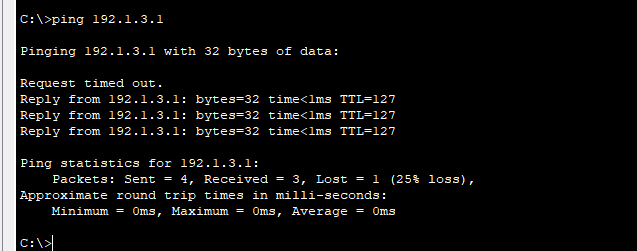 C:\>ping 192.1.3.1
Pinging 192.1.3.1 with 32 bytes of data:
Request timed out.
Reply from 192.1.3.1: bytes=32 time<1ms TTL=127
Reply from 192.1.3.1: bytes=32 time<1ms TTL=127
Reply from 192.1.3.1: bytes=32 time<1ms TTL=127
Ping statistics for 192.1.3.1:
Packets: Sent = 4, Received = 3, Lost = 1 (25% loss),
Approximate round trip times in milli-seconds:
Minimum = 0ms, Maximum = 0ms, Average = 0ms
C:\>